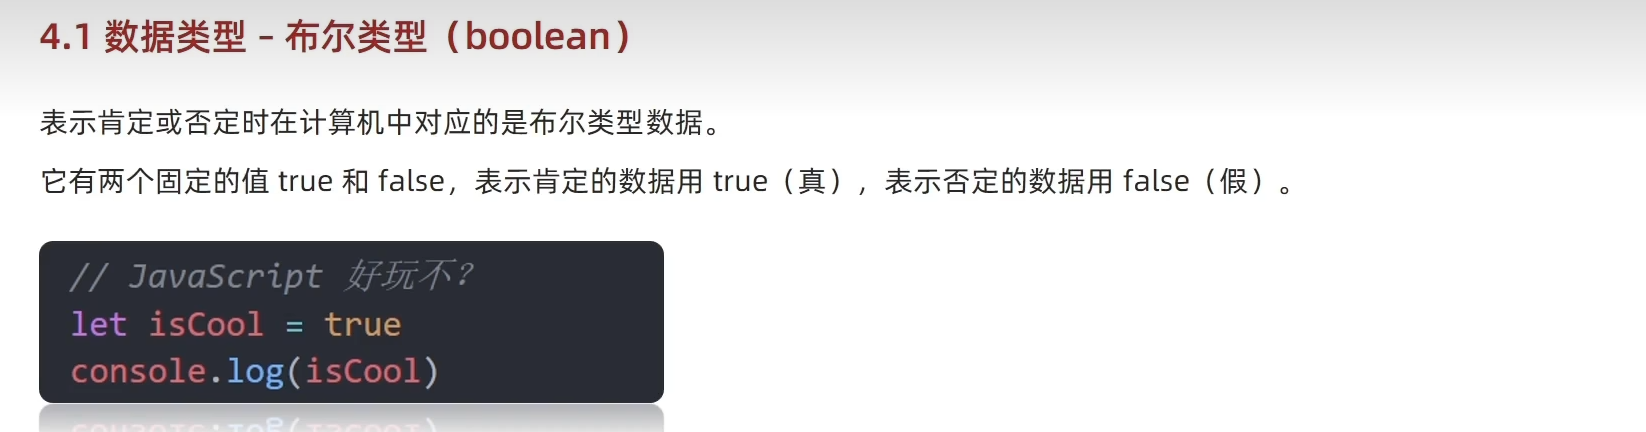 4.1 数据类型 – 布尔类型（boolean）
表示肯定或否定时在计算机中对应的是布尔类型数据。
它有两个固定的值 true 和 false，表示肯定的数据用 true（真），表示否定的数据用 false（假）。
// JavaScript 好玩不?
let isCool = true
console.log(isCool)